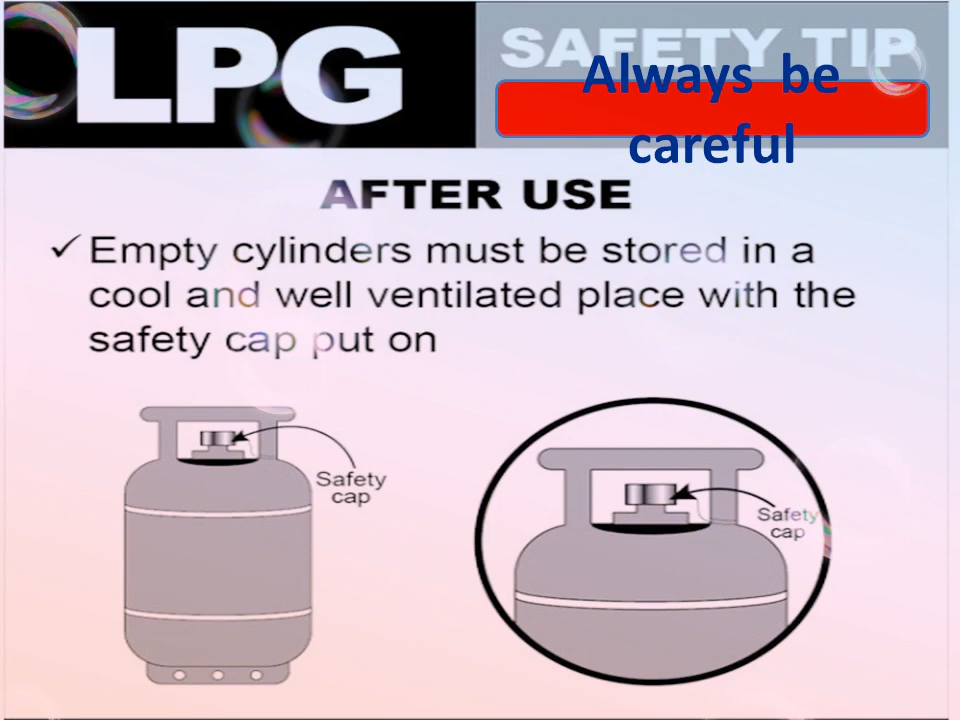 LPG
SAFETY TIP
Always be
careful
AFTER USE
✓ Empty cylinders must be stored in a
cool and well ventilated place with the
safety cap put on
Safety
cap
Safety
cap